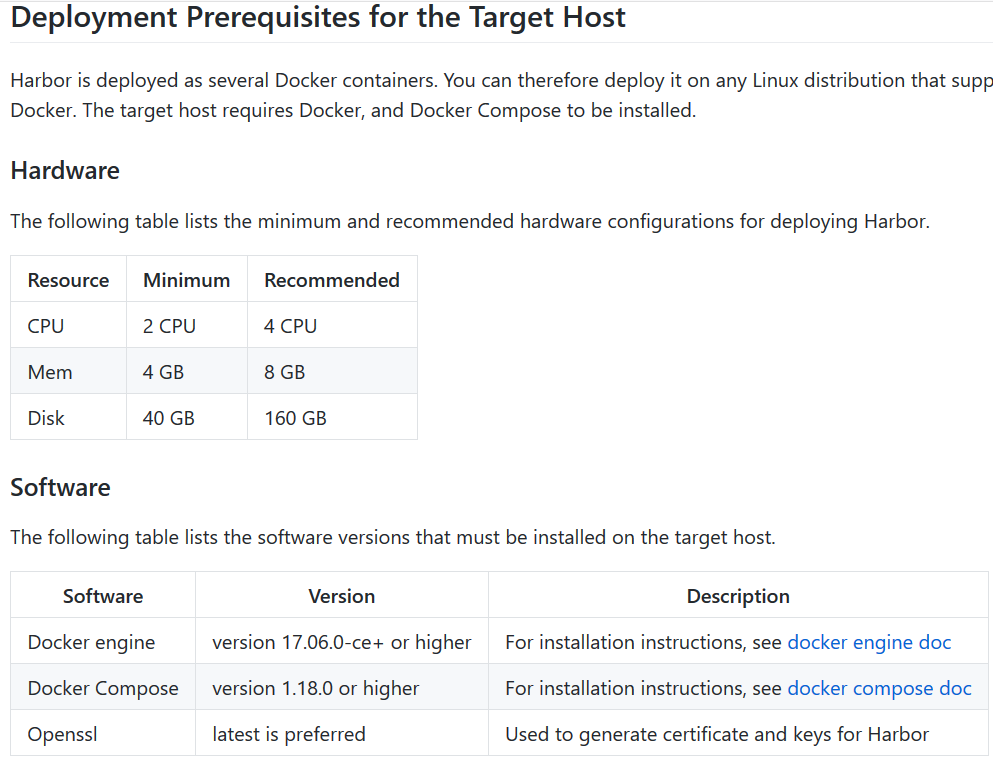 Deployment Prerequisites for the Target Host
Harbor is deployed as several Docker containers. You can therefore deploy it on any Linux distribution that supp
Docker. The target host requires Docker, and Docker Compose to be installed.
Hardware
The following table lists the minimum and recommended hardware configurations for deploying Harbor.
Resource Minimum Recommended
CPU 2 CPU 4 CPU
Mem 4 GB 8 GB
Disk 40 GB 160 GB
Software
The following table lists the software versions that must be installed on the target host.
Software Version Description
Docker engine version 17.06.0-ce+ or higher For installation instructions, see docker engine doc
Docker Compose version 1.18.0 or higher For installation instructions, see docker compose doc
Openssl latest is preferred Used to generate certificate and keys for Harbor